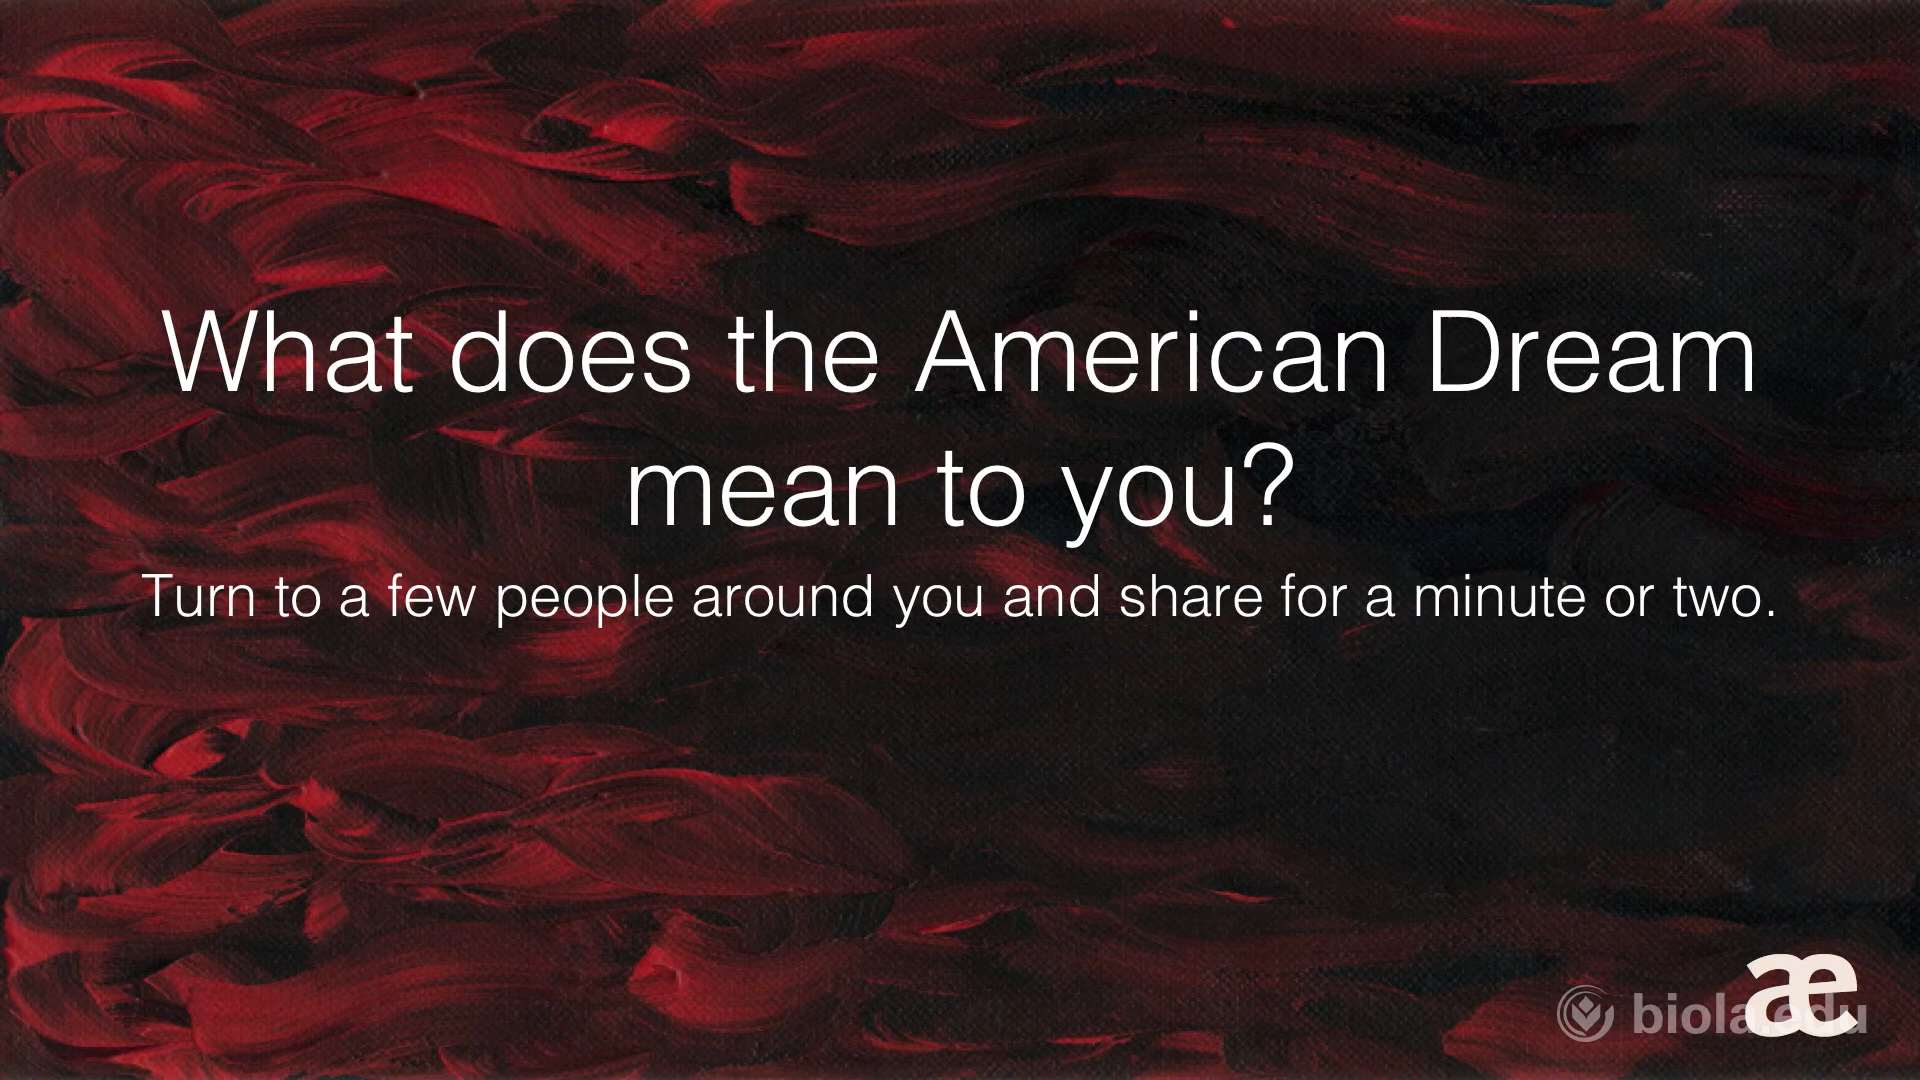 What does the American Dream
mean to you?
Turn to a few people around you and share for a minute or two.
æ
biola.edu